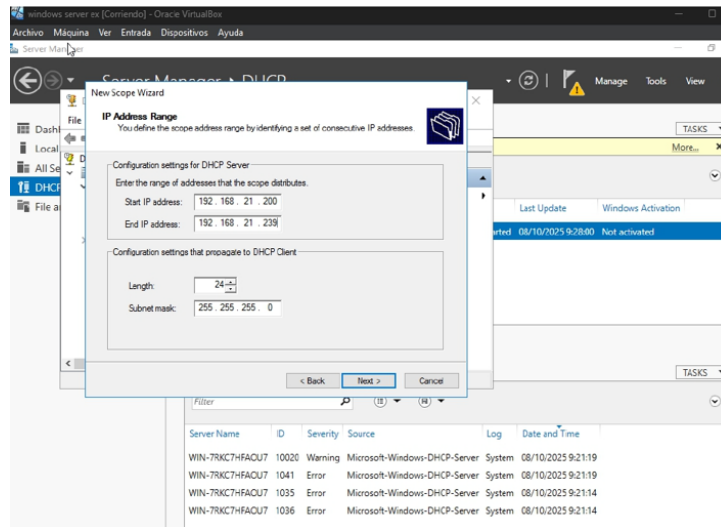 windows server ex [Corriendo] - Oracle VirtualBox
Archivo Máquina Ver Entrada Dispositivos Ayuda
Server Manager
Server Manager DHCP
Manage Tools View
New Scope Wizard
File
IP Address Range
You define the scope address range by identifying a set of consecutive IP addresses.
TASKS
More...
Configuration settings for DHCP Server
Enter the range of addresses that the scope distributes.
Start IP address: 192 . 168 . 21 . 200
End IP address: 192 . 168 . 21 . 239
Last Update Windows Activation
08/10/2025 9:28:00 Not activated
Configuration settings that propagate to DHCP Client
Length: 24
Subnet mask: 255 . 255 . 255 . 0
< Back Next > Cancel
TASKS
Filter
Server Name ID Severity Source Log Date and Time
WIN-7RKC7HFAOU7 10020 Warning Microsoft-Windows-DHCP-Server System 08/10/2025 9:21:19
WIN-7RKC7HFAOU7 1041 Error Microsoft-Windows-DHCP-Server System 08/10/2025 9:21:19
WIN-7RKC7HFAOU7 1035 Error Microsoft-Windows-DHCP-Server System 08/10/2025 9:21:14
WIN-7RKC7HFAOU7 1036 Error Microsoft-Windows-DHCP-Server System 08/10/2025 9:21:14